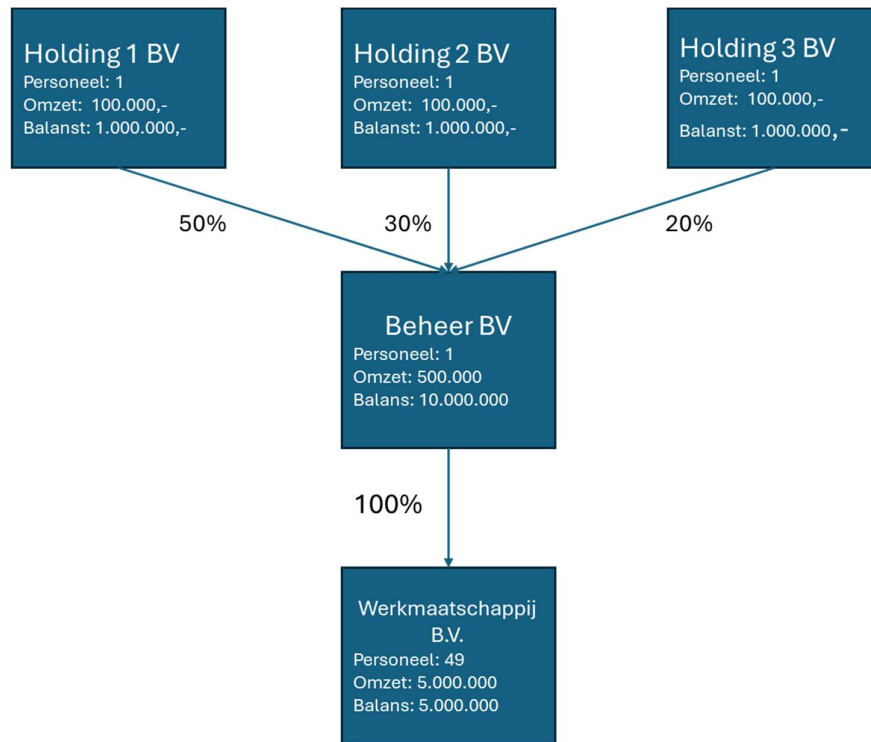 Holding 1 BV
Personeel: 1
Omzet:  100.000,-
Balanst: 1.000.000,-
Holding 2 BV
Personeel: 1
Omzet:  100.000,-
Balanst: 1.000.000,-
Holding 3 BV
Personeel: 1
Omzet:  100.000,-
Balanst: 1.000.000,-
50%
30%
20%
Beheer BV
Personeel: 1
Omzet: 500.000
Balans: 10.000.000
100%
Werkmaatschappij
B.V.
Personeel: 49
Omzet: 5.000.000
Balans: 5.000.000